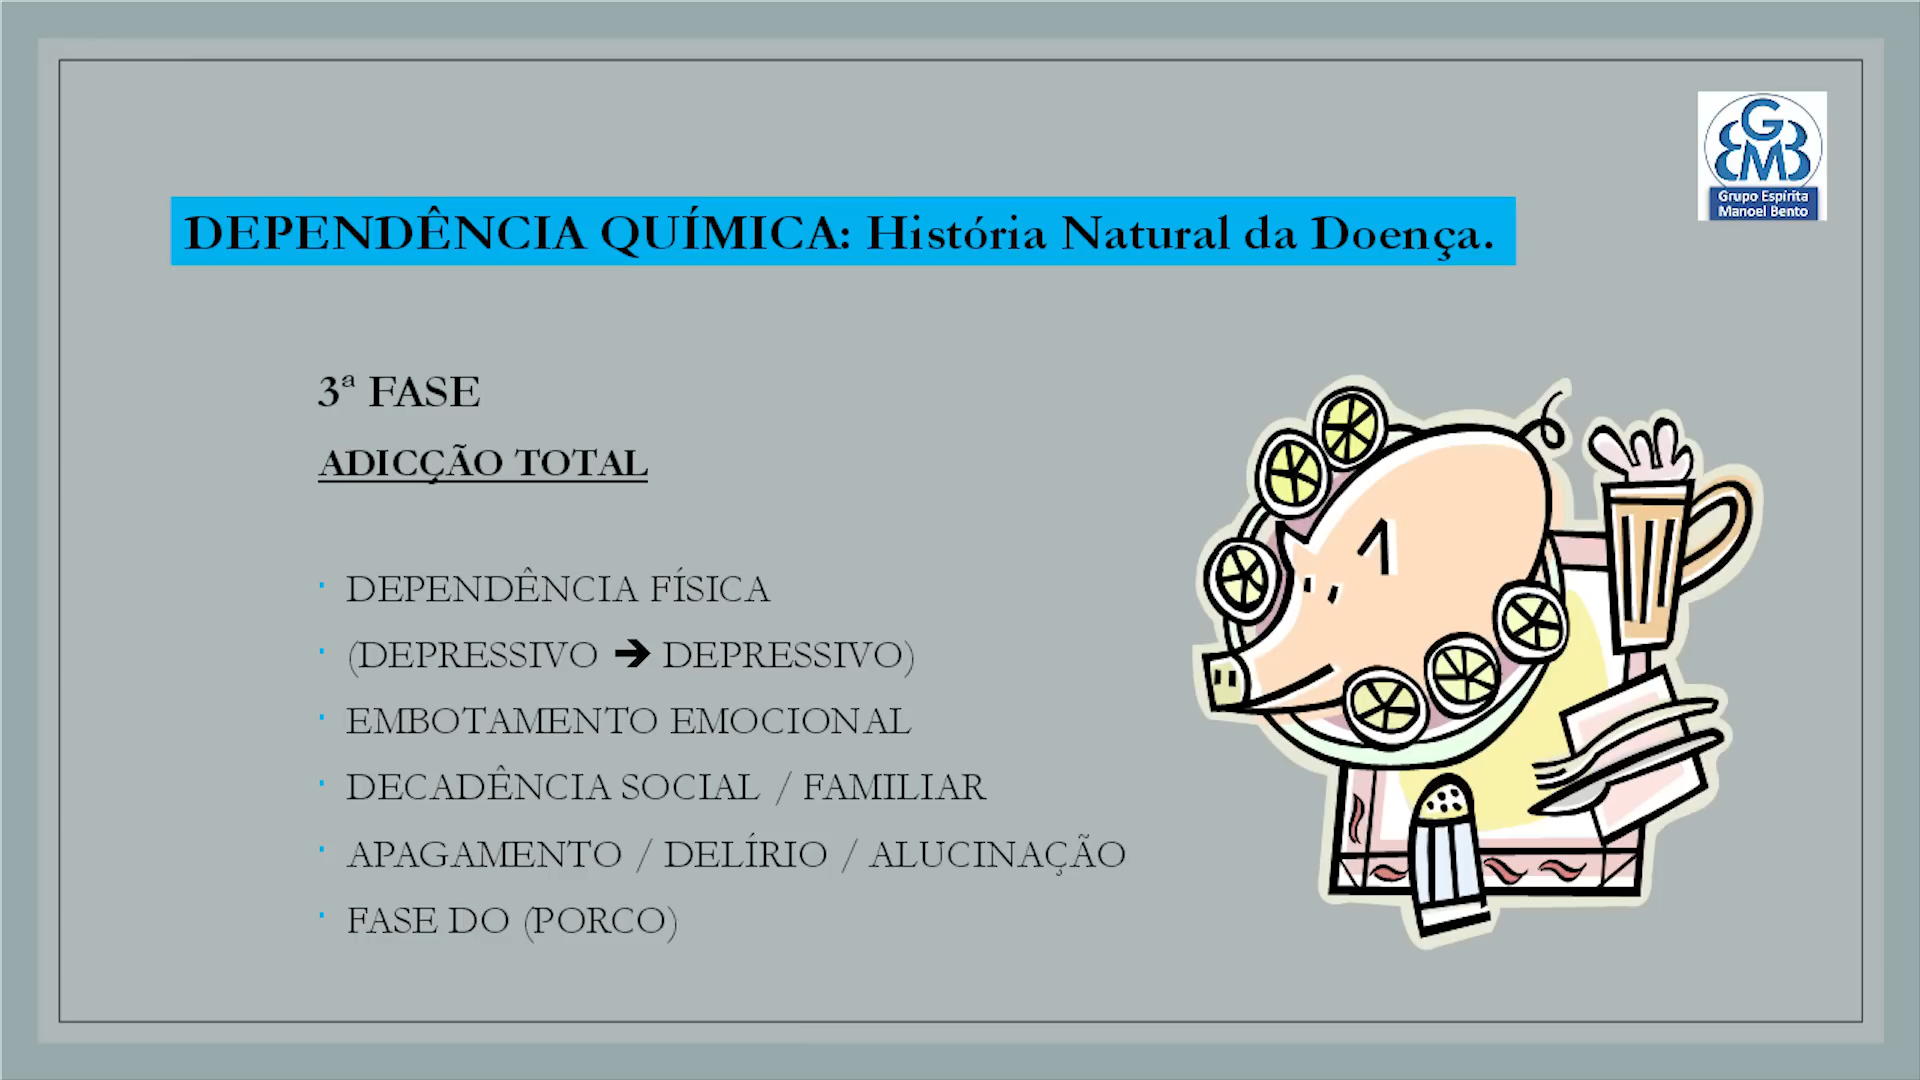 GEMB
Grupo Espírita
Manoel Bento
DEPENDÊNCIA QUÍMICA: História Natural da Doença.
3ª FASE
ADICÇÃO TOTAL
· DEPENDÊNCIA FÍSICA
· (DEPRESSIVO ➔ DEPRESSIVO)
· EMBOTAMENTO EMOCIONAL
· DECADÊNCIA SOCIAL / FAMILIAR
· APAGAMENTO / DELÍRIO / ALUCINAÇÃO
· FASE DO (PORCO)